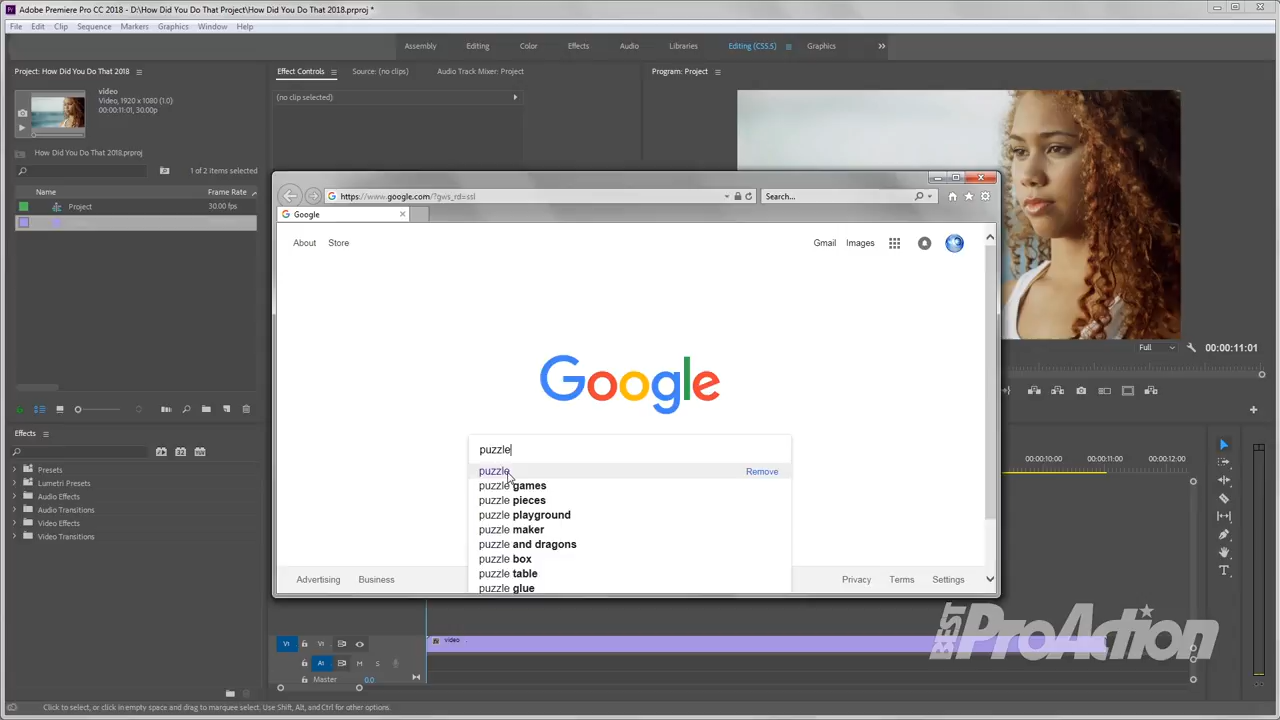 Adobe Premiere Pro CC 2018 - D:\How Did You Do That Project\How Did You Do That 2018.prproj *
File Edit Clip Sequence Markers Graphics Window Help
Assembly Editing Color Effects Audio Libraries Editing (CS5.5) Graphics
Project: How Did You Do That 2018
Effect Controls Source: (no clips) Audio Track Mixer: Project
Program: Project
video
Video, 1920 x 1080 (1.0)
00:00:11:01, 30.00p
(no clip selected)
How Did You Do That 2018.prproj
1 of 2 items selected
Name Frame Rate
Project 30.00 fps
https://www.google.com/?gws_rd=ssl
Search...
Google
About Store
Gmail Images
Google
puzzle
puzzle Remove
puzzle games
puzzle pieces
puzzle playground
puzzle maker
puzzle and dragons
puzzle box
puzzle table
puzzle glue
Advertising Business
Privacy Terms Settings
Full 00:00:11:01
00:00:10:00 00:00:11:00 00:00:12:00
Effects
Presets
Lumetri Presets
Audio Effects
Audio Transitions
Video Effects
Video Transitions
V1 V1 video
A1 M S
Master 0.0
BEST ProAction
Click to select, or click in empty space and drag to marquee select. Use Shift, Alt, and Ctrl for other options.